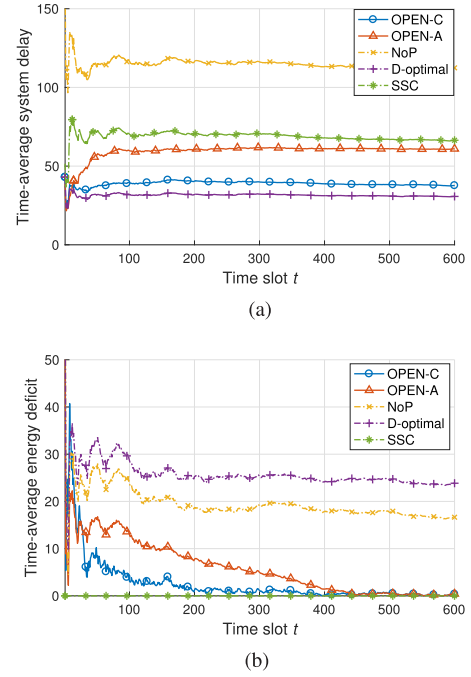 150
100
50
0
100
200
300
400
500
600
Time-average system delay
Time slot t
OPEN-C
OPEN-A
NoP
D-optimal
SSC
(a)
50
40
30
20
10
0
0
100
200
300
400
500
600
Time-average energy deficit
Time slot t
OPEN-C
OPEN-A
NoP
D-optimal
SSC
(b)